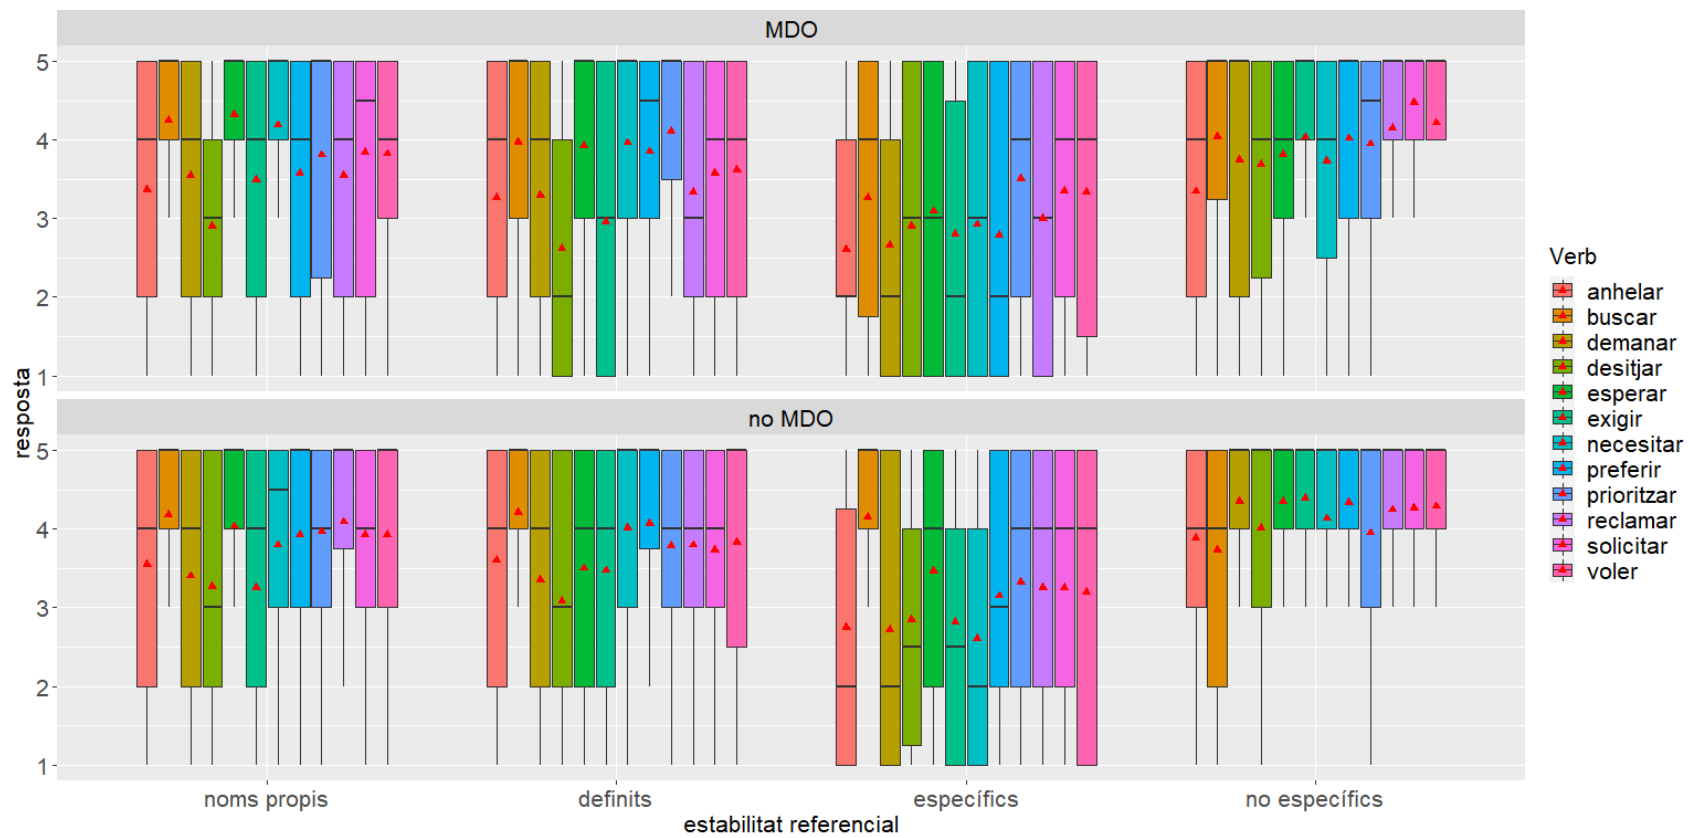 MDO
5
4
3
2
1
no MDO
5
4
3
2
1
resposta
noms propis
definits
específics
no específics
estabilitat referencial
Verb
anhelar
buscar
demanar
desitjar
esperar
exigir
necesitar
preferir
prioritzar
reclamar
solicitar
voler